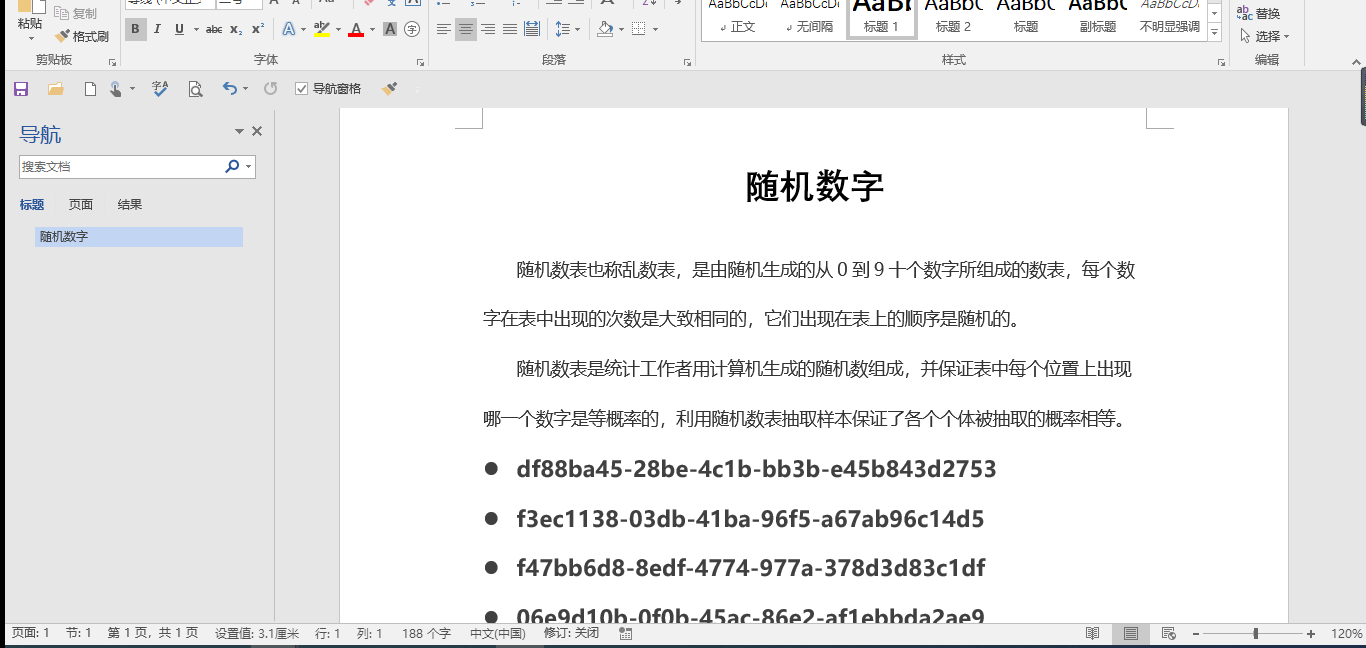 粘贴
复制
格式刷
剪贴板
B I U abc x₂ x² A aby A A 字
字体
段落
AaBbCcDc AaBbCcDc AaBb AaBbC AaBbC AaBbC AaBbCcD.
正文 无间隔 标题 1 标题 2 标题 副标题 不明显强调
样式
替换
选择
编辑
导航窗格
导航
搜索文档
标题 页面 结果
随机数字
随机数字
随机数表也称乱数表，是由随机生成的从 0 到 9 十个数字所组成的数表，每个数
字在表中出现的次数是大致相同的，它们出现在表上的顺序是随机的。
随机数表是统计工作者用计算机生成的随机数组成，并保证表中每个位置上出现
哪一个数字是等概率的，利用随机数表抽取样本保证了各个个体被抽取的概率相等。
● df88ba45-28be-4c1b-bb3b-e45b843d2753
● f3ec1138-03db-41ba-96f5-a67ab96c14d5
● f47bb6d8-8edf-4774-977a-378d3d83c1df
● 06e9d10b-0f0b-45ac-86e2-af1ebbda2ae9
页面: 1 节: 1 第 1 页，共 1 页 设置值: 3.1厘米 行: 1 列: 1 188 个字 中文(中国) 修订: 关闭 120%